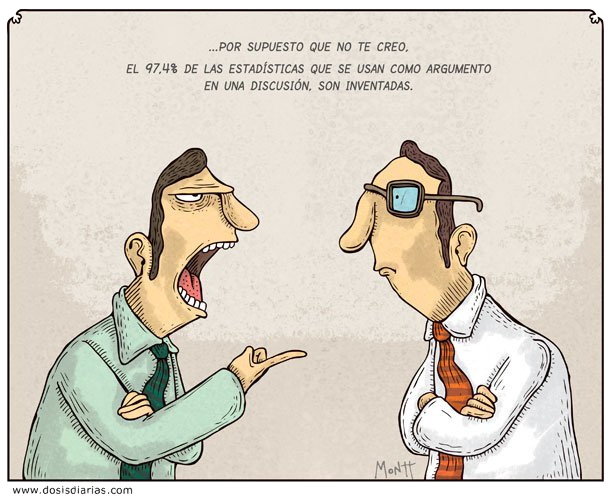 ...POR SUPUESTO QUE NO TE CREO,
EL 97,4% DE LAS ESTADÍSTICAS QUE SE USAN COMO ARGUMENTO
EN UNA DISCUSIÓN, SON INVENTADAS.
MONTT
www.dosisdiarias.com